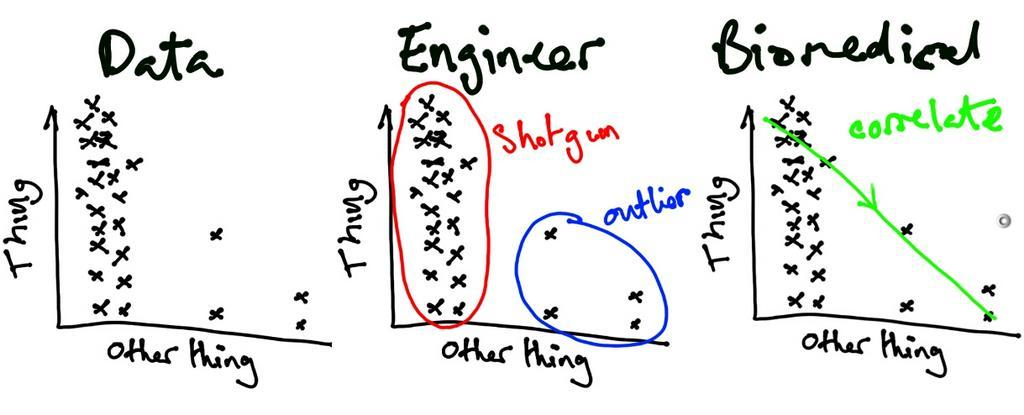 Data
Thing
Other thing
Engineer
Shotgun
outlier
Thing
Other thing
Biomedical
correlate
Thing
Other thing